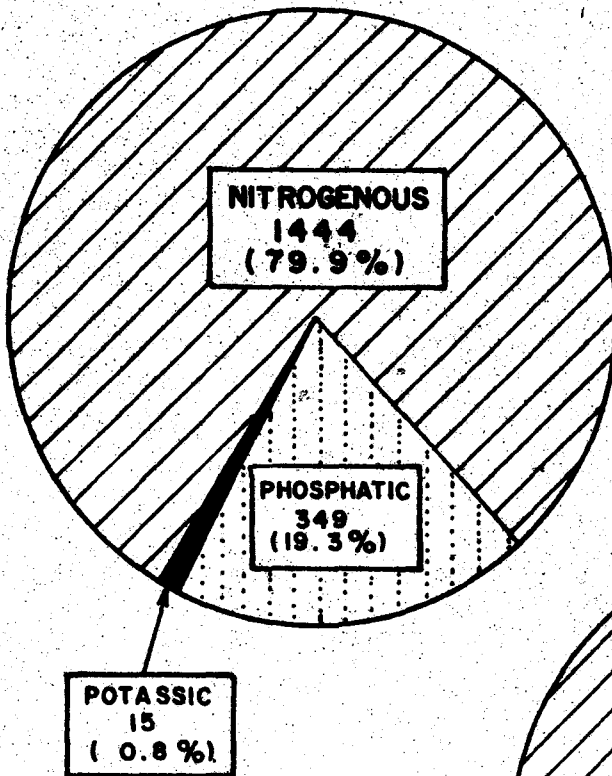 NITROGENOUS
1444
(79.9%)
PHOSPHATIC
349
(19.3%)
POTASSIC
15
( 0.8%)